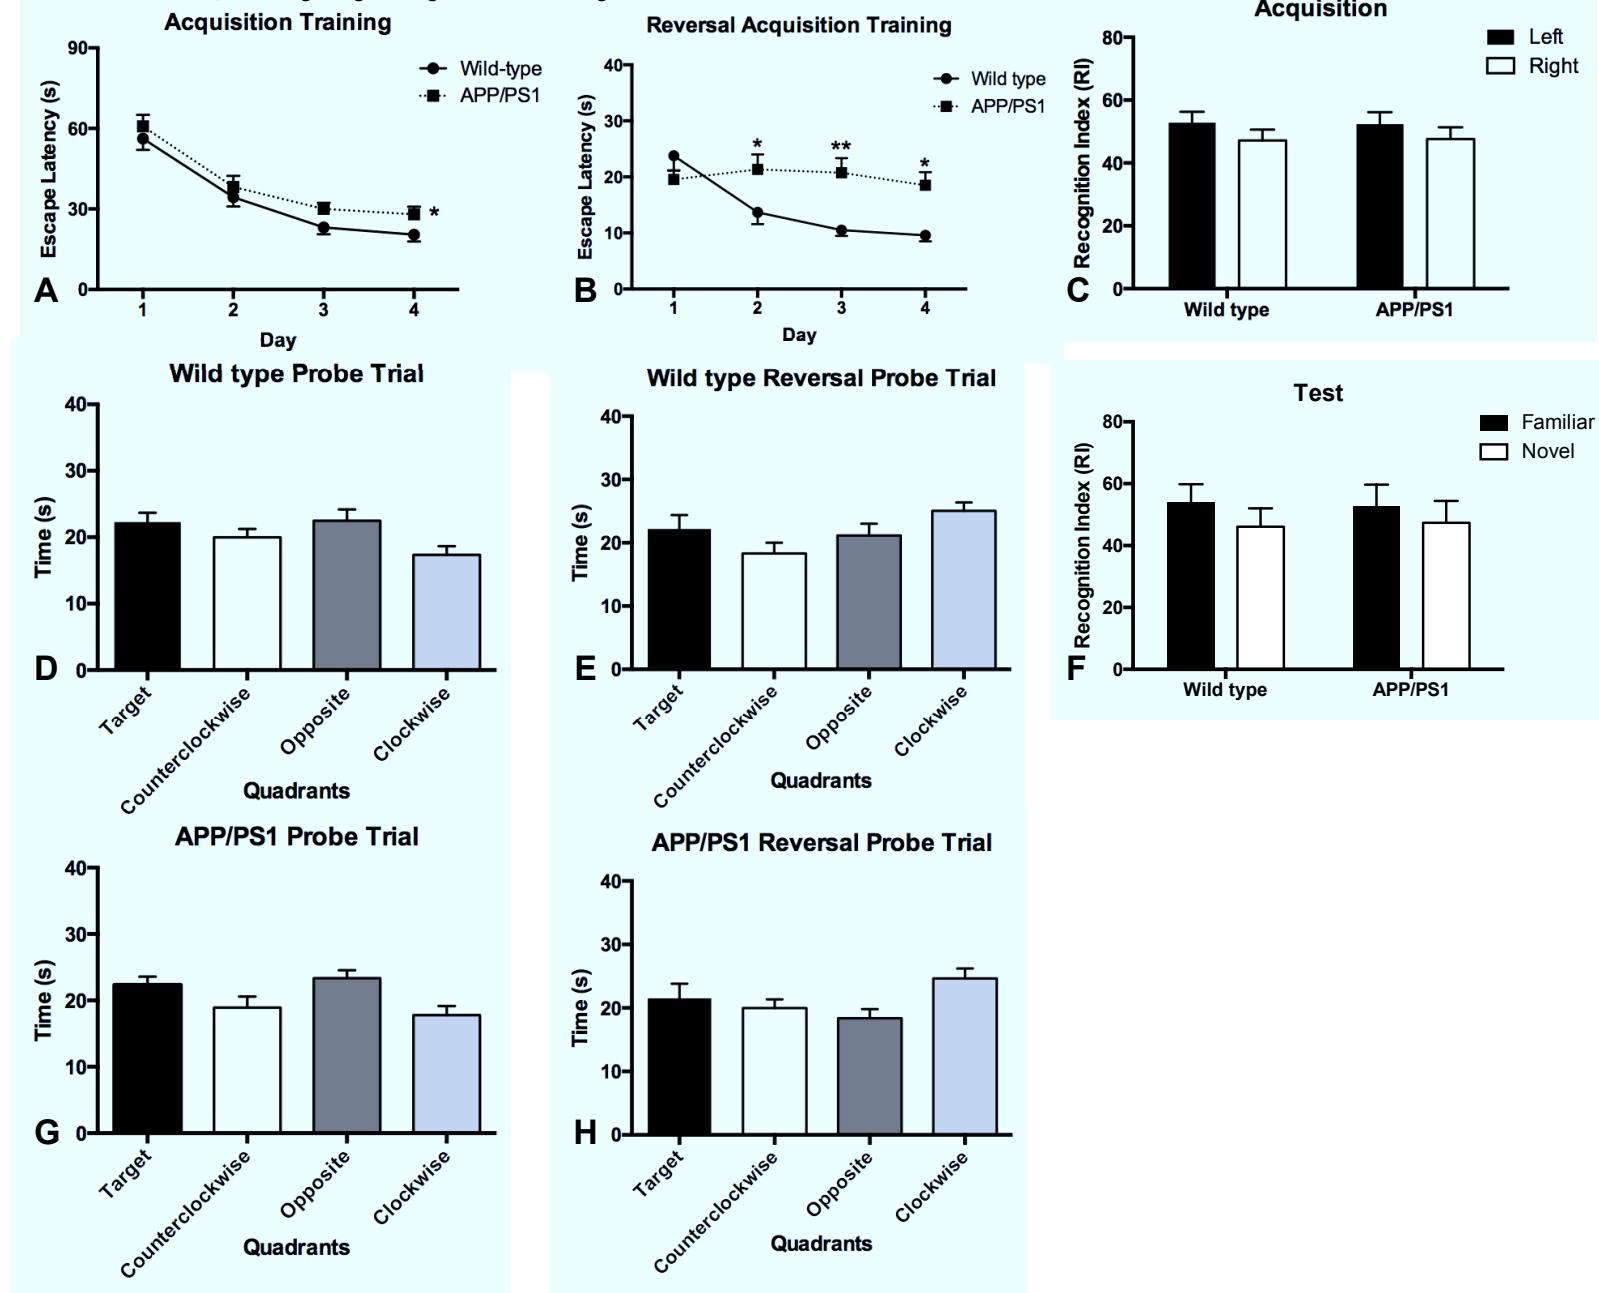 Acquisition Training
90
60
30
0
Escape Latency (s)
Wild-type
APP/PS1
*
1 2 3 4
Day
A
Reversal Acquisition Training
40
30
20
10
0
Escape Latency (s)
Wild type
APP/PS1
* ** *
1 2 3 4
Day
B
Acquisition
80
60
40
20
0
Recognition Index (RI)
Left
Right
Wild type APP/PS1
C
Wild type Probe Trial
40
30
20
10
0
Time (s)
Target Counterclockwise Opposite Clockwise
Quadrants
D
Wild type Reversal Probe Trial
40
30
20
10
0
Time (s)
Target Counterclockwise Opposite Clockwise
Quadrants
E
Test
80
60
40
20
0
Recognition Index (RI)
Familiar
Novel
Wild type APP/PS1
F
APP/PS1 Probe Trial
40
30
20
10
0
Time (s)
Target Counterclockwise Opposite Clockwise
Quadrants
G
APP/PS1 Reversal Probe Trial
40
30
20
10
0
Time (s)
Target Counterclockwise Opposite Clockwise
Quadrants
H